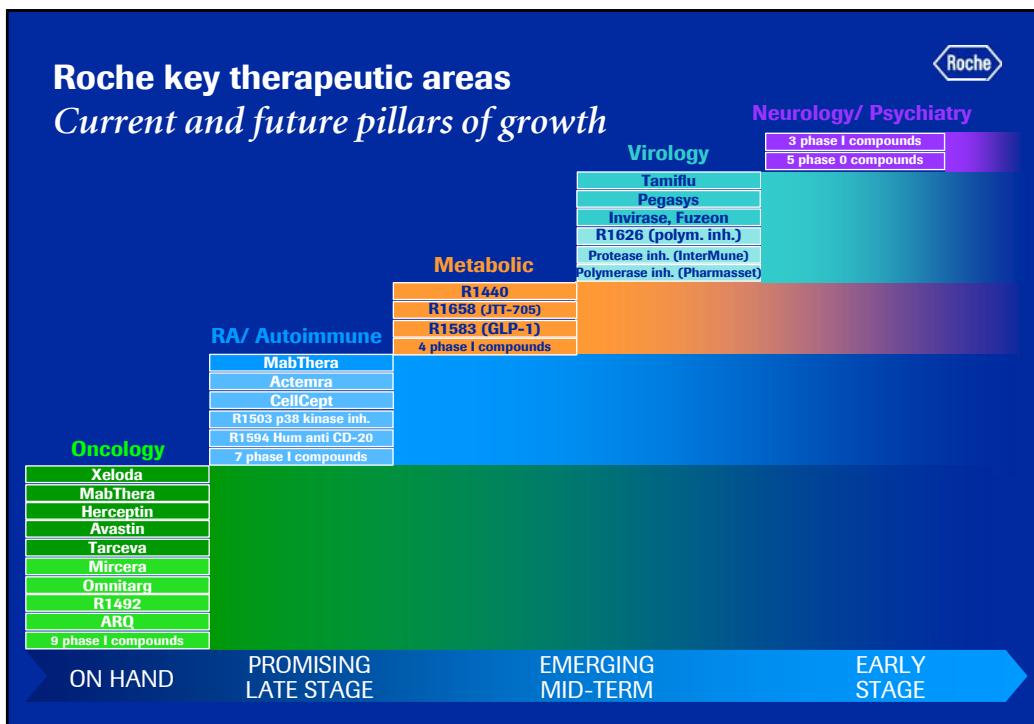 Roche key therapeutic areas
Current and future pillars of growth
Roche
Neurology/ Psychiatry
3 phase I compounds
5 phase 0 compounds
Virology
Tamiflu
Pegasys
Invirase, Fuzeon
R1626 (polym. inh.)
Protease inh. (InterMune)
Polymerase inh. (Pharmasset)
Metabolic
R1440
R1658 (JTT-705)
R1583 (GLP-1)
4 phase I compounds
RA/ Autoimmune
MabThera
Actemra
CellCept
R1503 p38 kinase inh.
R1594 Hum anti CD-20
7 phase I compounds
Oncology
Xeloda
MabThera
Herceptin
Avastin
Tarceva
Mircera
Omnitarg
R1492
ARQ
9 phase I compounds
ON HAND
PROMISING
LATE STAGE
EMERGING
MID-TERM
EARLY
STAGE